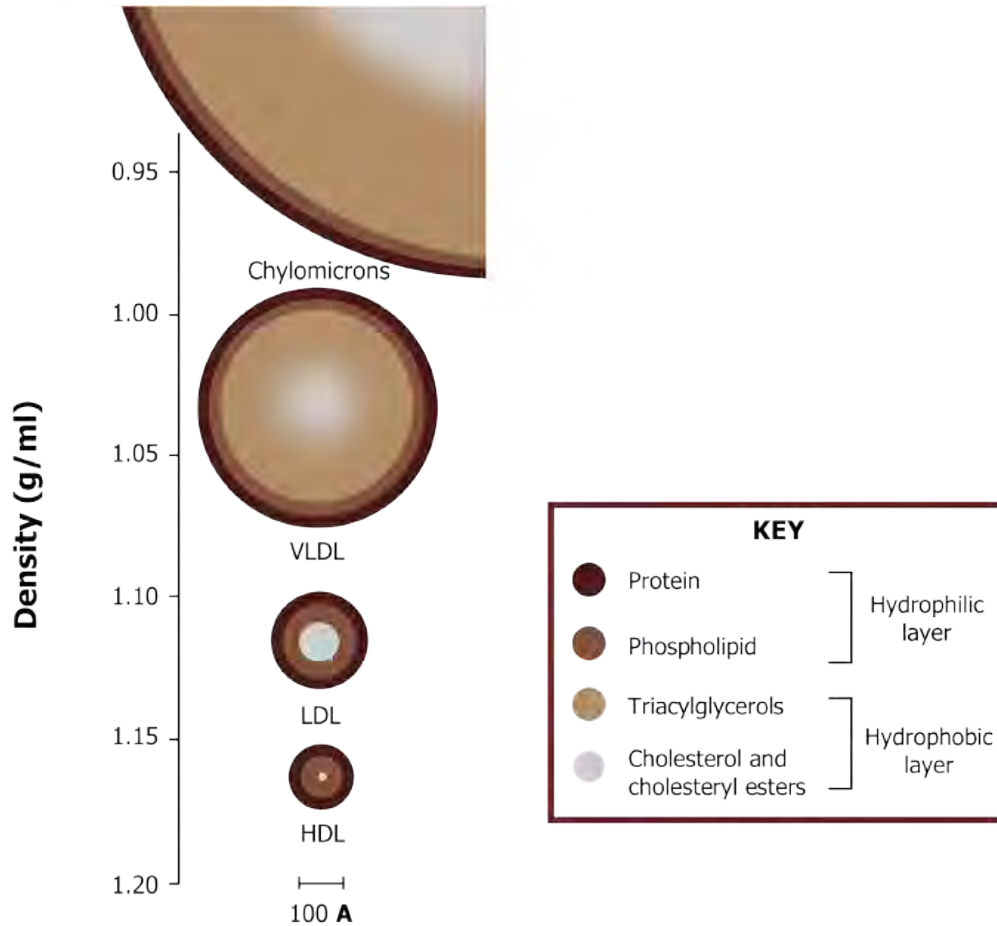 0.95
Chylomicrons
1.00
Density (g/ml)
1.05
VLDL
1.10
LDL
1.15
HDL
1.20
100 A
KEY
Protein
Phospholipid
Hydrophilic
layer
Triacylglycerols
Cholesterol and
cholesteryl esters
Hydrophobic
layer